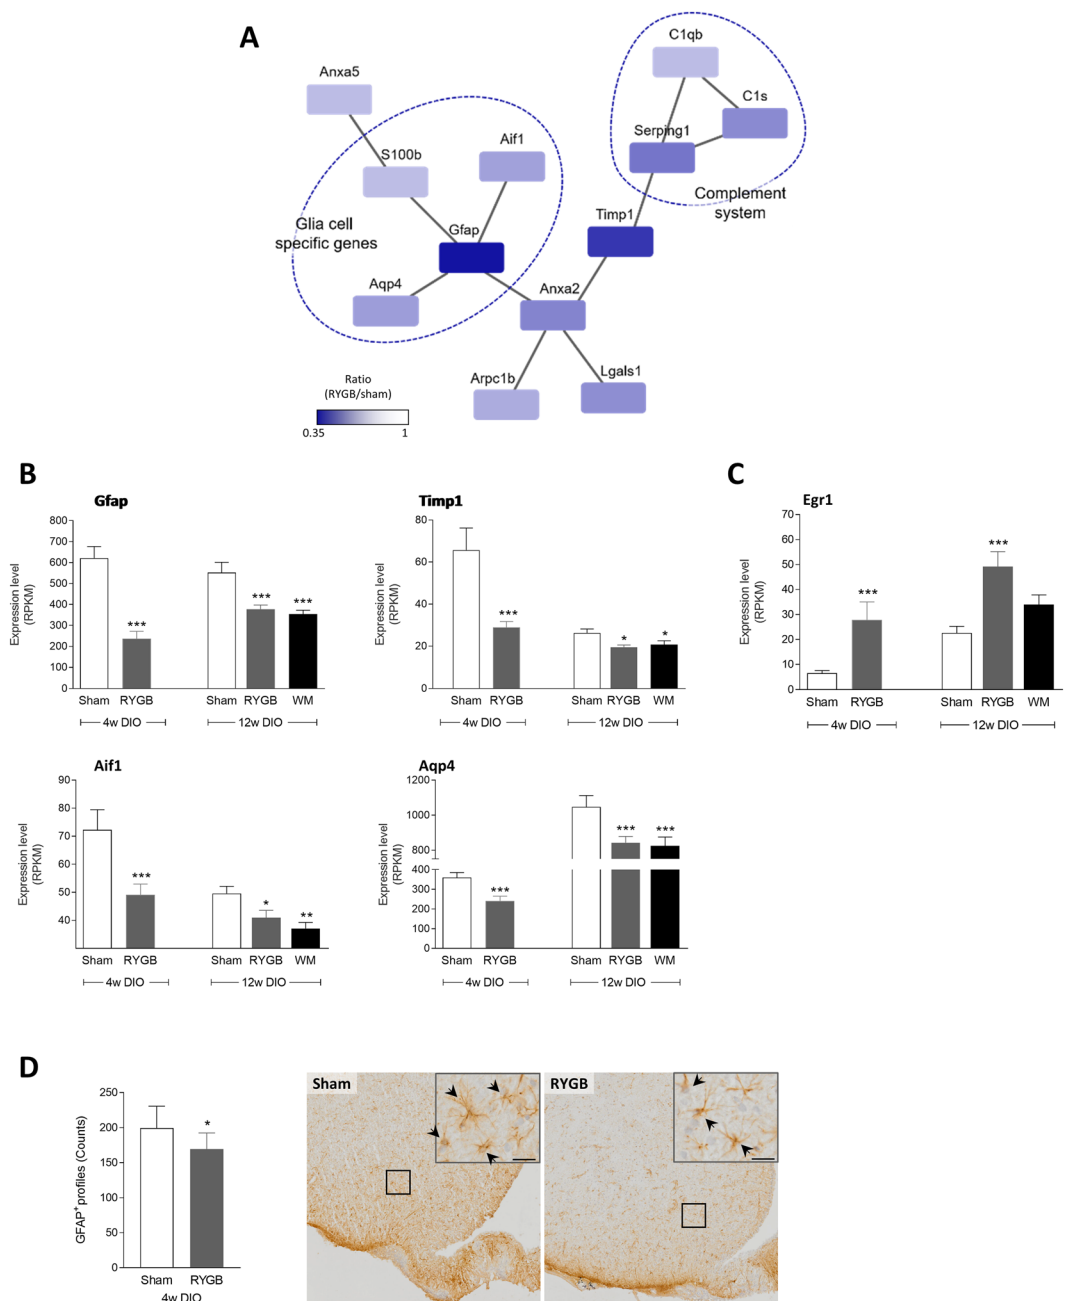 A
C1qb
Anxa5
C1s
Serping1
Aif1
S100b
Complement
system
Timp1
Glia cell
specific genes
Gfap
Aqp4
Anxa2
Arpc1b
Lgals1
Ratio
(RYGB/sham)
0.35 1
B
Gfap
Expression level
(RPKM)
800
700
600
500
400
300
200
100
0
***
*** ***
Sham RYGB Sham RYGB WM
4w DIO 12w DIO
Timp1
Expression level
(RPKM)
80
60
40
20
0
***
* *
Sham RYGB Sham RYGB WM
4w DIO 12w DIO
C
Egr1
Expression level
(RPKM)
70
60
50
40
30
20
10
0
***
***
Sham RYGB Sham RYGB WM
4w DIO 12w DIO
Aif1
Expression level
(RPKM)
90
80
70
60
50
40
***
* **
Sham RYGB Sham RYGB WM
4w DIO 12w DIO
Aqp4
Expression level
(RPKM)
1200
1000
800
400
300
200
100
0
***
*** ***
Sham RYGB Sham RYGB WM
4w DIO 12w DIO
D
GFAP+profiles (Counts)
250
200
150
100
50
0
*
Sham RYGB
4w DIO
Sham
RYGB